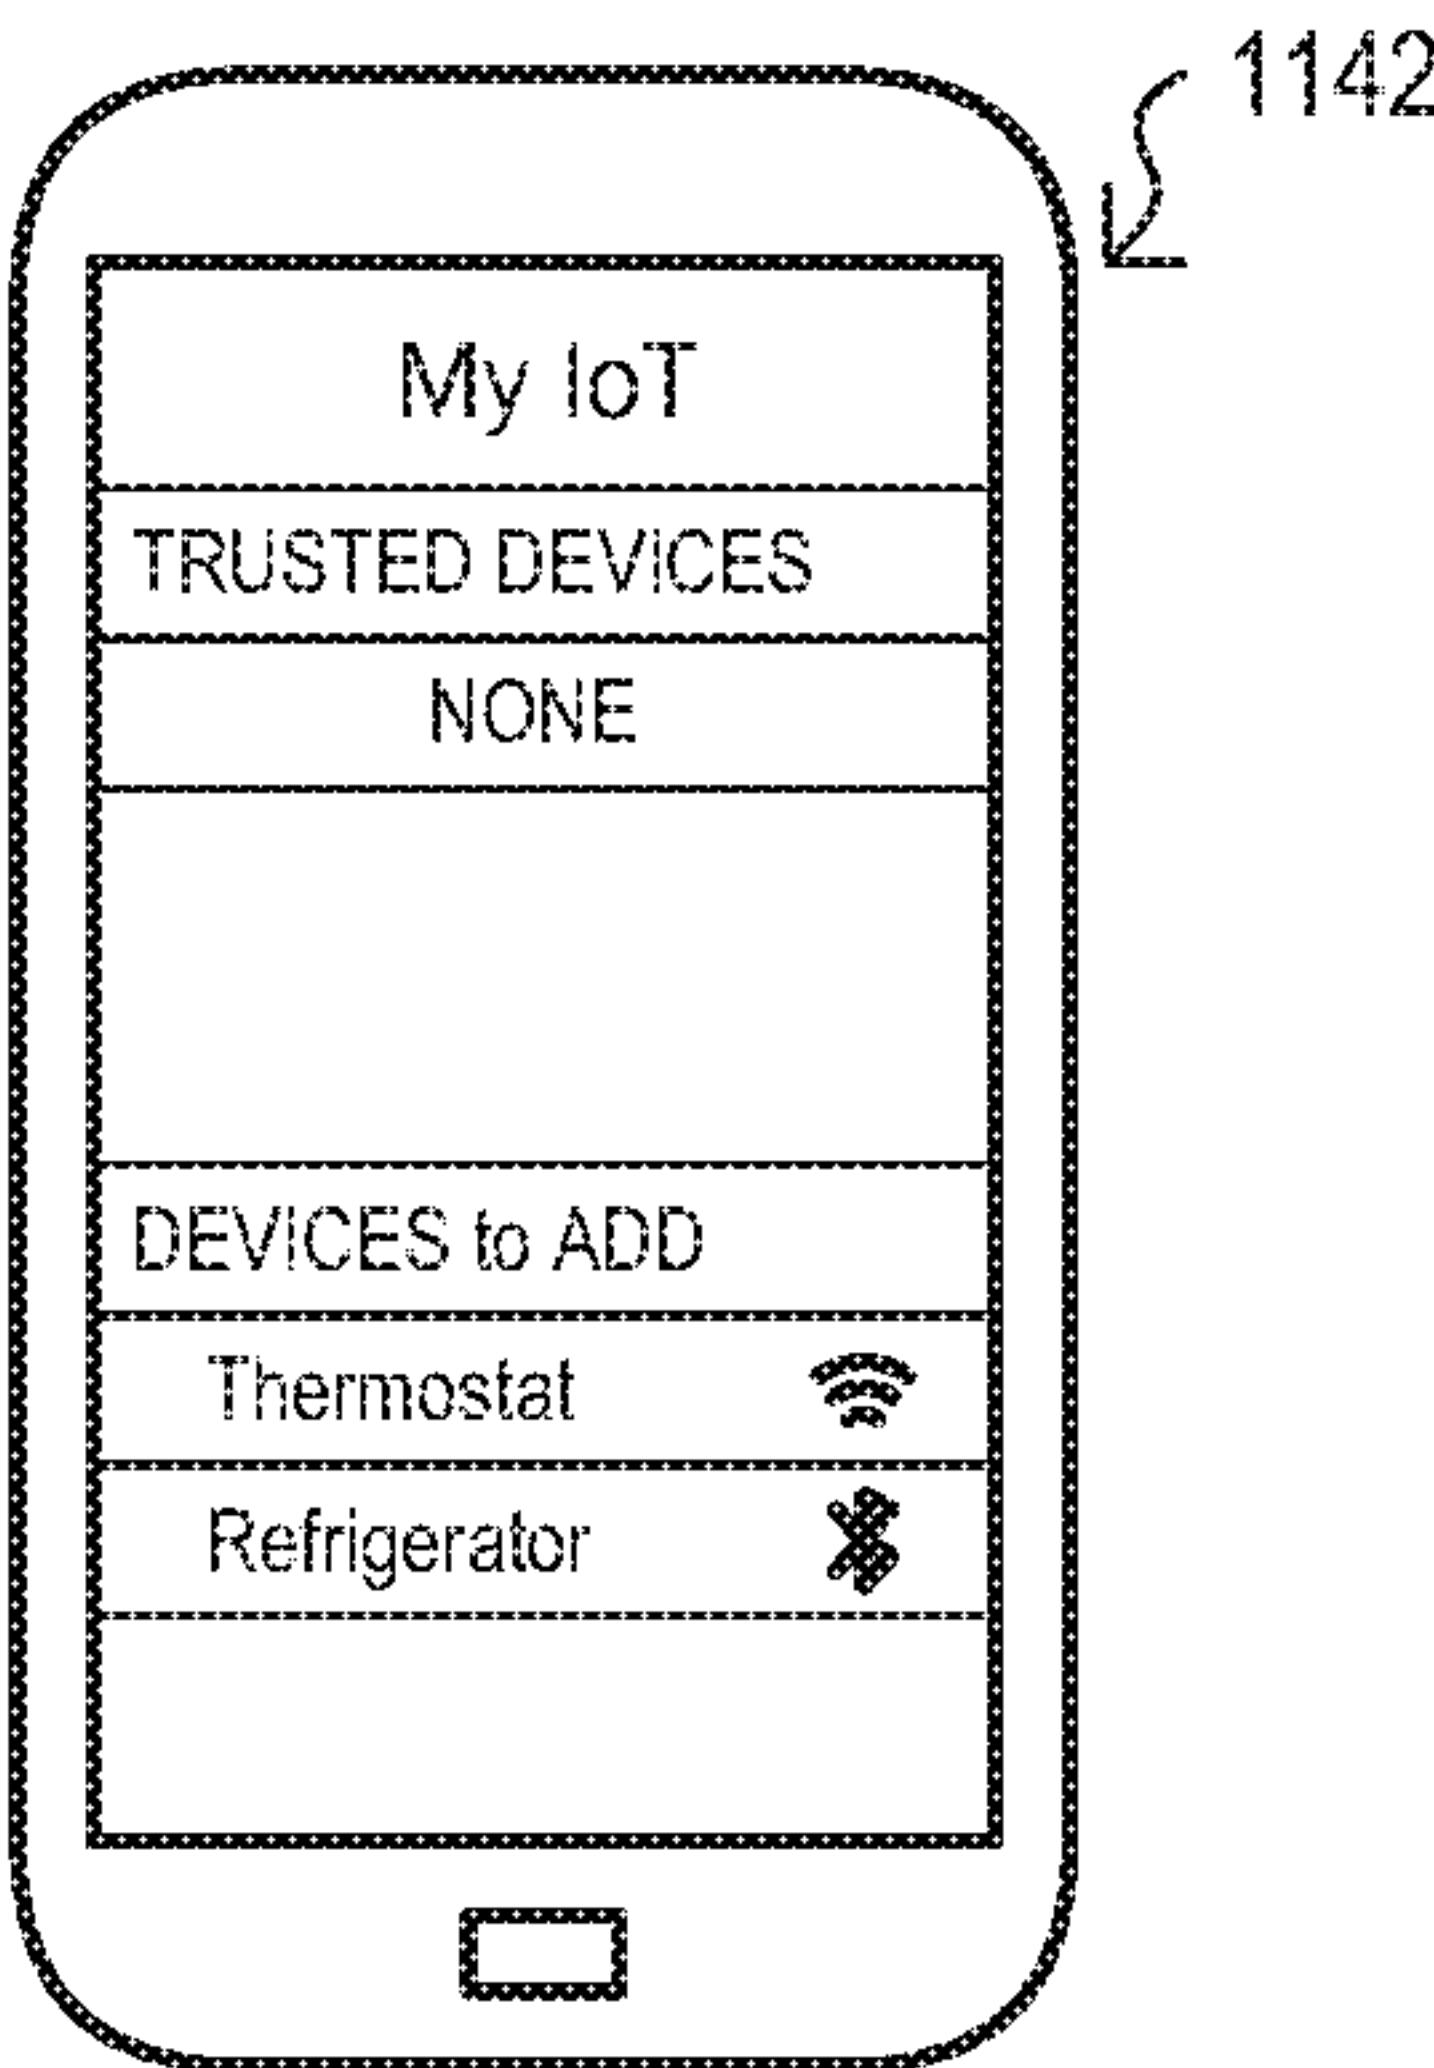 1142
My IoT
TRUSTED DEVICES
NONE
DEVICES to ADD
Thermostat
Refrigerator